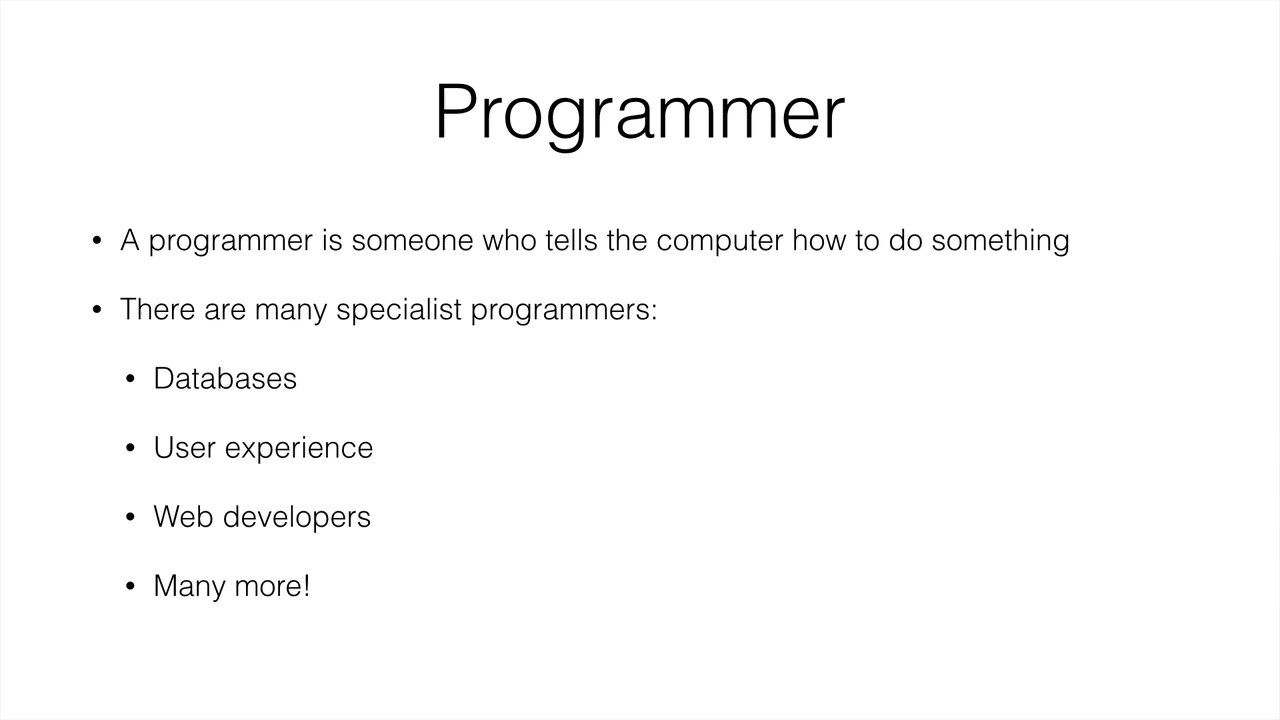 Programmer
• A programmer is someone who tells the computer how to do something
• There are many specialist programmers:
• Databases
• User experience
• Web developers
• Many more!